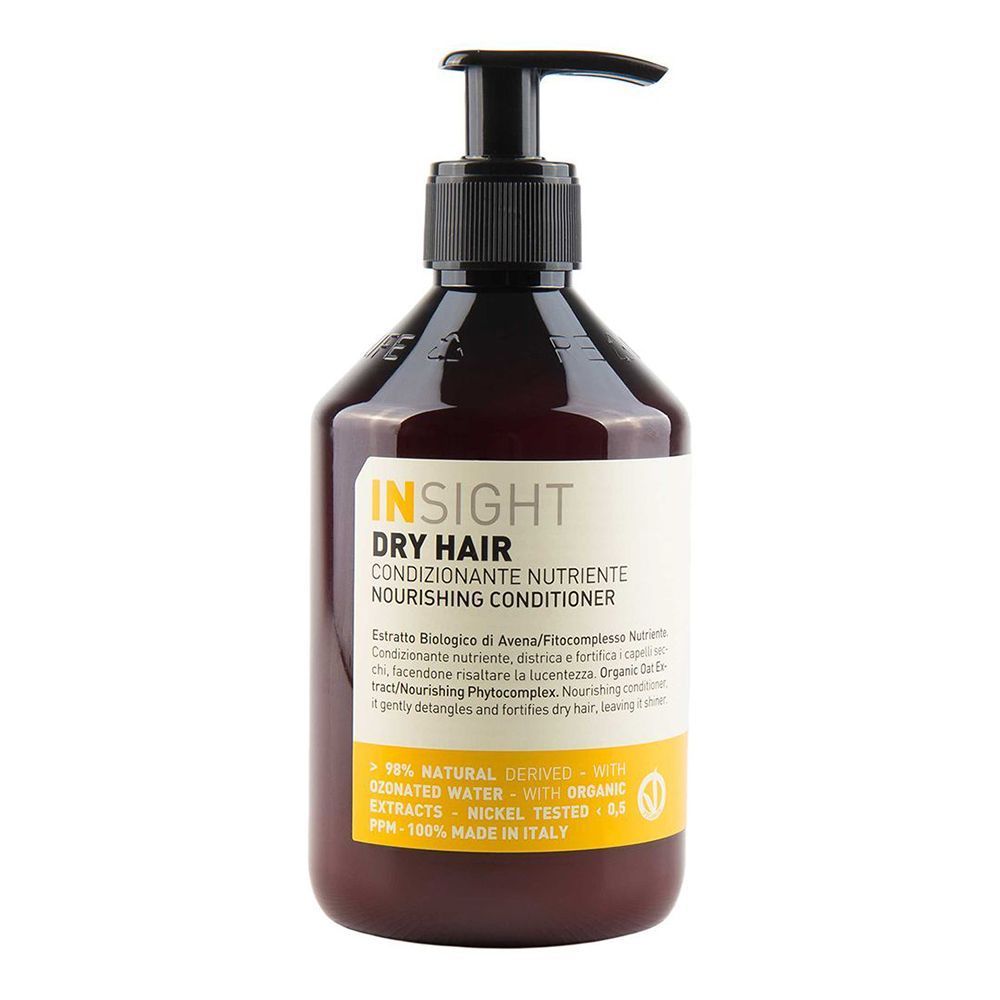 INSIGHT
DRY HAIR
CONDIZIONANTE NUTRIENTE
NOURISHING CONDITIONER
Estratto Biologico di Avena/Fitocomplesso Nutriente.
Condizionante nutriente, districa e fortifica i capelli sec-
chi, facendone risaltare la lucentezza. Organic Oat Ex-
tract/Nourishing Phytocomplex. Nourishing conditioner,
it gently detangles and fortifies dry hair, leaving it shiner.
> 98% NATURAL DERIVED - WITH
OZONATED WATER - WITH ORGANIC
EXTRACTS - NICKEL TESTED < 0,5
PPM - 100% MADE IN ITALY